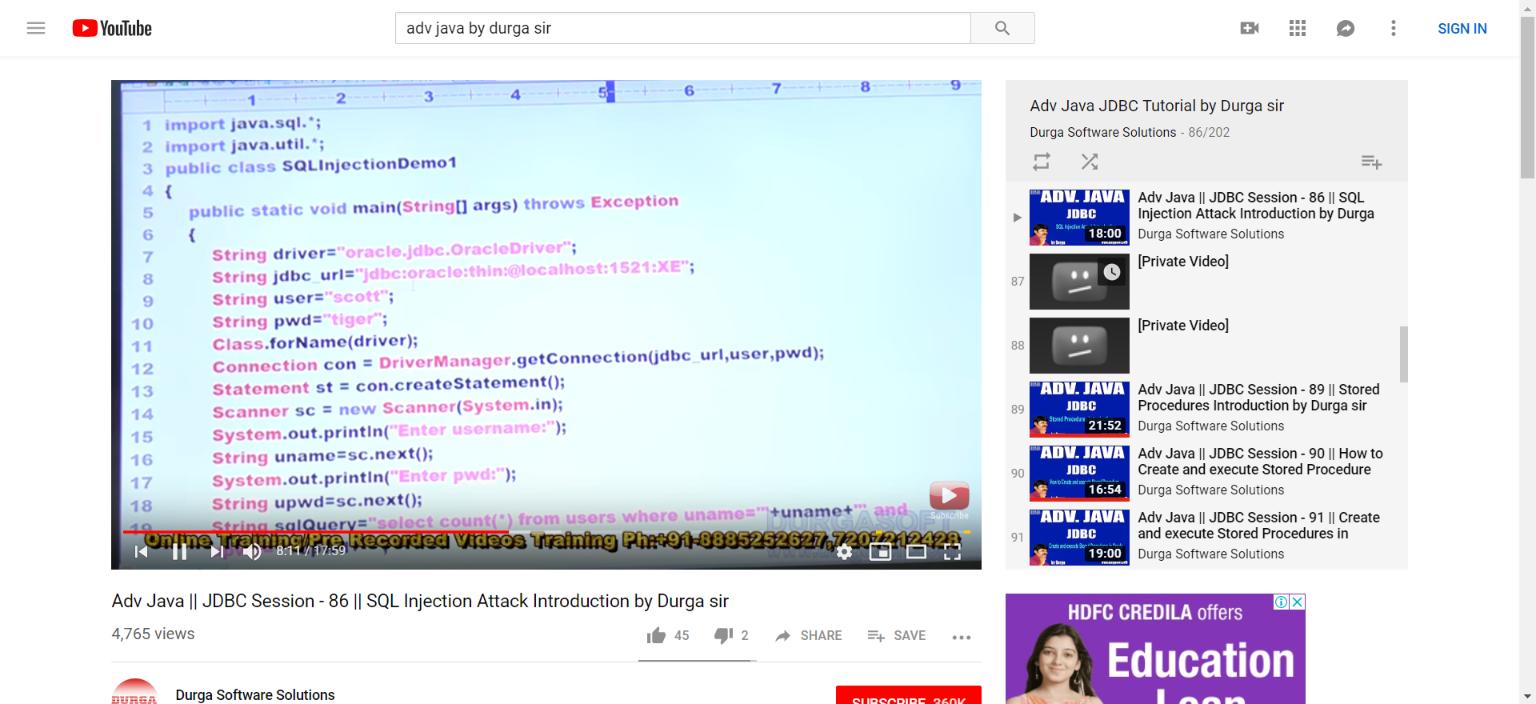 YouTube
adv java by durga sir
SIGN IN
1 2 3 4 5 6 7 8 9
1 import java.sql.*;
2 import java.util.*;
3 public class SQLInjectionDemo1
4 {
5 public static void main(String[] args) throws Exception
6 {
7 String driver="oracle.jdbc.OracleDriver";
8 String jdbc_url="jdbc:oracle:thin:@localhost:1521:XE";
9 String user="scott";
10 String pwd="tiger";
11 Class.forName(driver);
12 Connection con = DriverManager.getConnection(jdbc_url,user,pwd);
13 Statement st = con.createStatement();
14 Scanner sc = new Scanner(System.in);
15 System.out.println("Enter username:");
16 String uname=sc.next();
17 System.out.println("Enter pwd:");
18 String upwd=sc.next();
19 String sqlQuery="select count(*) from users where uname='"+uname+"' and
Subscribe
DURGASOF
Online Training/Pre Recorded Videos Training Ph:+91-8885252627,7207212428
8:11 / 17:59
Adv Java || JDBC Session - 86 || SQL Injection Attack Introduction by Durga sir
4,765 views
45 2 SHARE SAVE
DURGA
Durga Software Solutions
SUBSCRIBE 360K
Adv Java JDBC Tutorial by Durga sir
Durga Software Solutions - 86/202
ADV. JAVA
JDBC
18:00
Adv Java || JDBC Session - 86 || SQL
Injection Attack Introduction by Durga
Durga Software Solutions
87
[Private Video]
88
[Private Video]
89
ADV. JAVA
JDBC
21:52
Adv Java || JDBC Session - 89 || Stored
Procedures Introduction by Durga sir
Durga Software Solutions
90
ADV. JAVA
JDBC
16:54
Adv Java || JDBC Session - 90 || How to
Create and execute Stored Procedure
Durga Software Solutions
91
ADV. JAVA
JDBC
19:00
Adv Java || JDBC Session - 91 || Create
and execute Stored Procedures in
Durga Software Solutions
HDFC CREDILA offers
Education
Loan